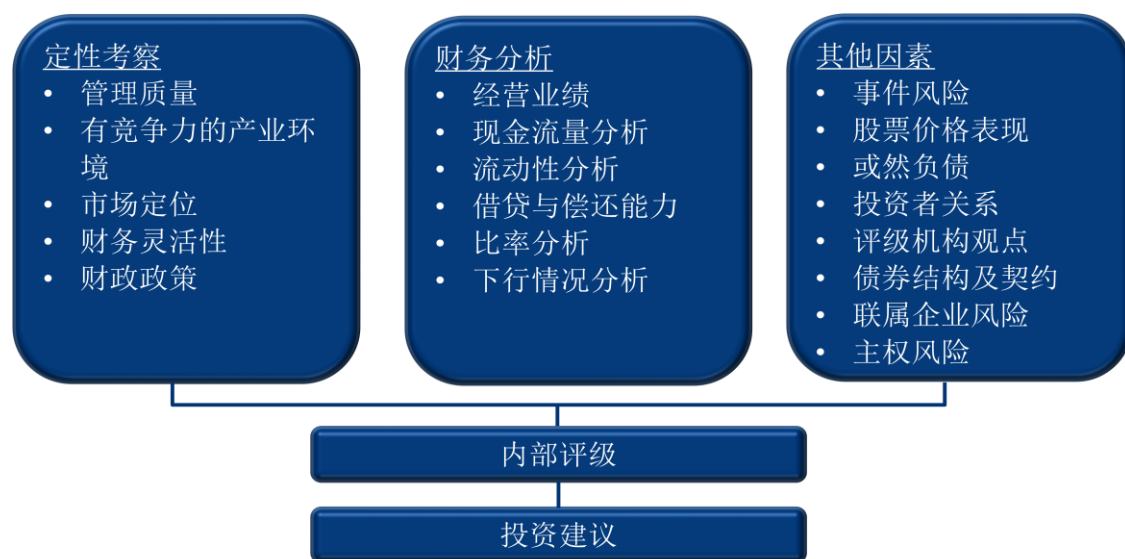 定性考察
• 管理质量
• 有竞争力的产业环
境
• 市场定位
• 财务灵活性
• 财政政策
财务分析
• 经营业绩
• 现金流量分析
• 流动性分析
• 借贷与偿还能力
• 比率分析
• 下行情况分析
其他因素
• 事件风险
• 股票价格表现
• 或然负债
• 投资者关系
• 评级机构观点
• 债券结构及契约
• 联属企业风险
• 主权风险
内部评级
投资建议